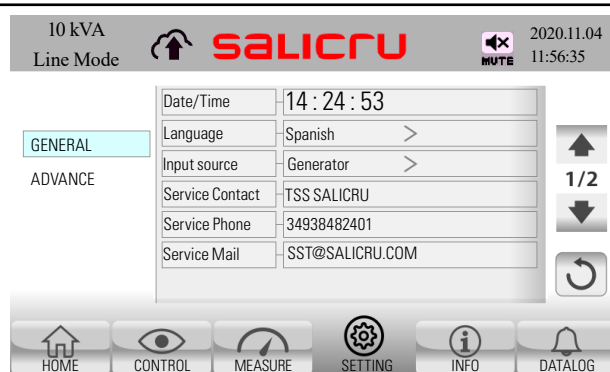 10 kVA
Line Mode
salicru
MUTE
2020.11.04
11:56:35
GENERAL
ADVANCE
Date/Time 14 : 24 : 53
Language Spanish >
Input source Generator >
Service Contact TSS SALICRU
Service Phone 34938482401
Service Mail SST@SALICRU.COM
1/2
HOME
CONTROL
MEASURE
SETTING
INFO
DATALOG